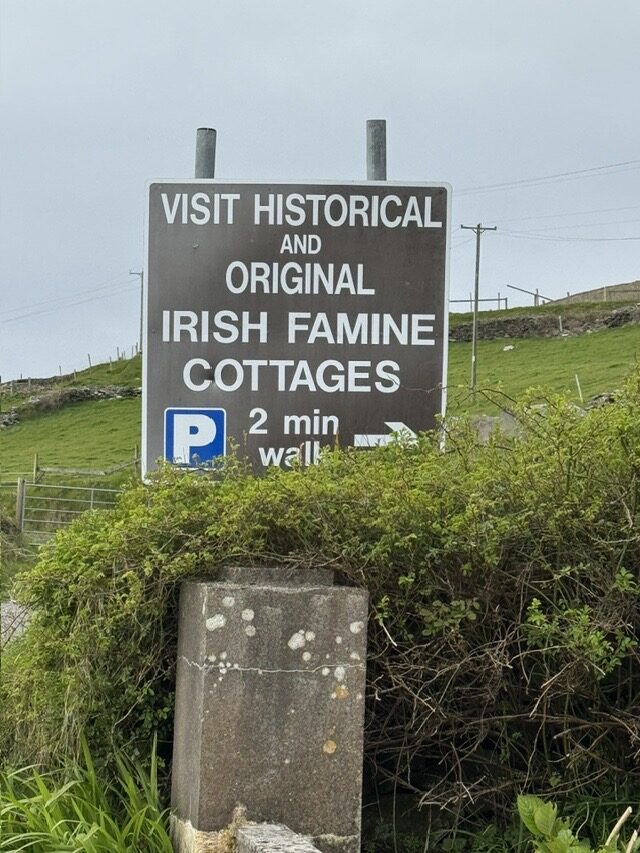 VISIT HISTORICAL
AND
ORIGINAL
IRISH FAMINE
COTTAGES
P 2 min
walk